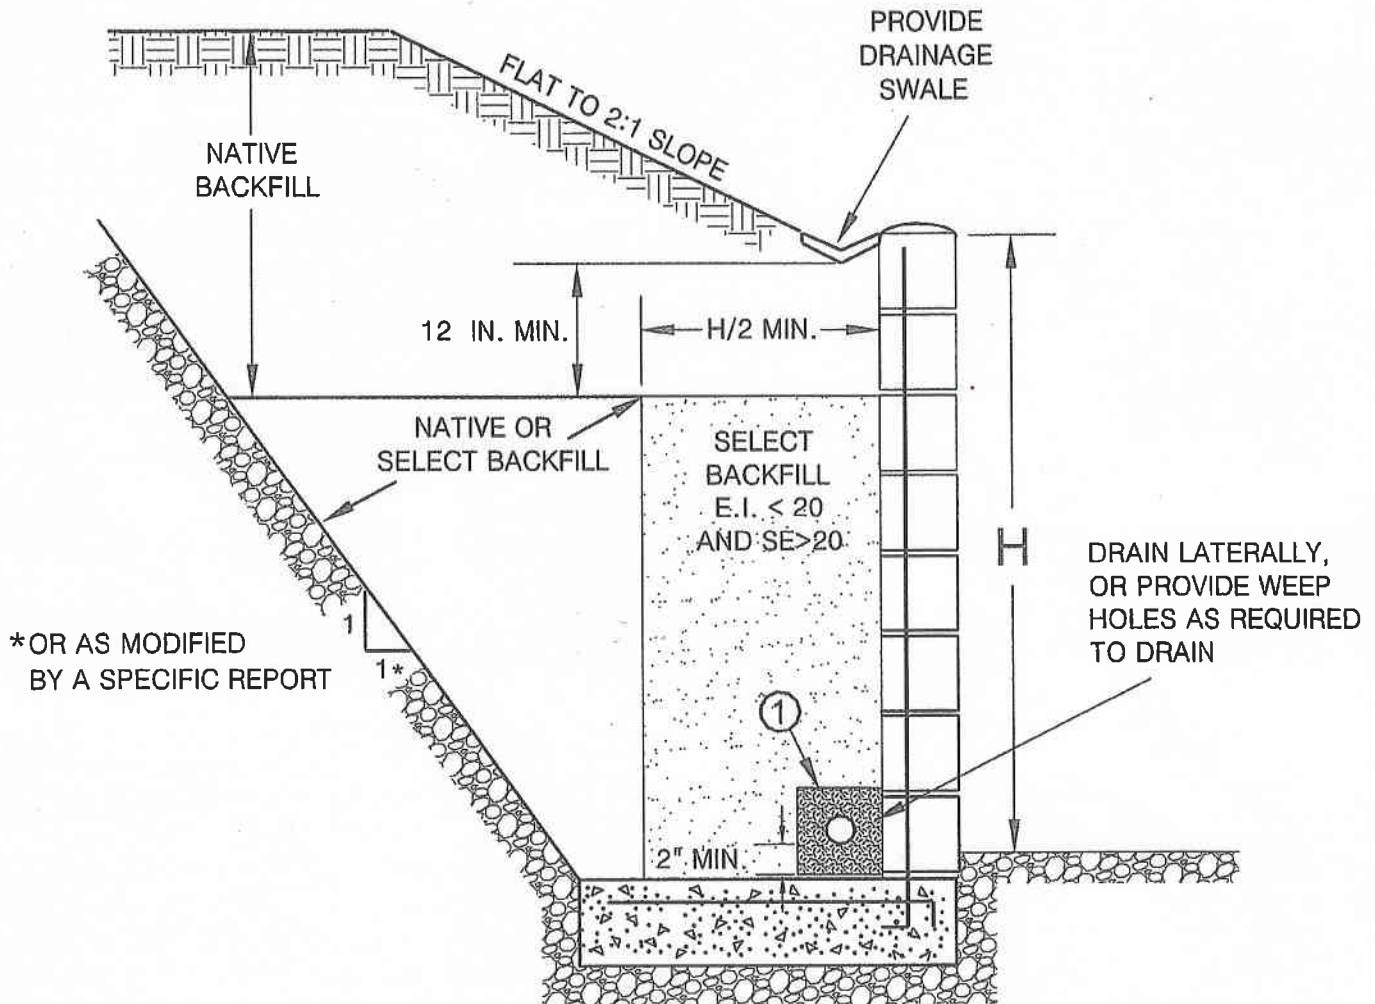 PROVIDE
DRAINAGE
SWALE
FLAT TO 2:1 SLOPE
NATIVE
BACKFILL
12 IN. MIN.
H/2 MIN.
NATIVE OR
SELECT BACKFILL
SELECT
BACKFILL
E.I. < 20
AND SE>20
H
DRAIN LATERALLY,
OR PROVIDE WEEP
HOLES AS REQUIRED
TO DRAIN
1
1*
*OR AS MODIFIED
BY A SPECIFIC REPORT
1
2" MIN.